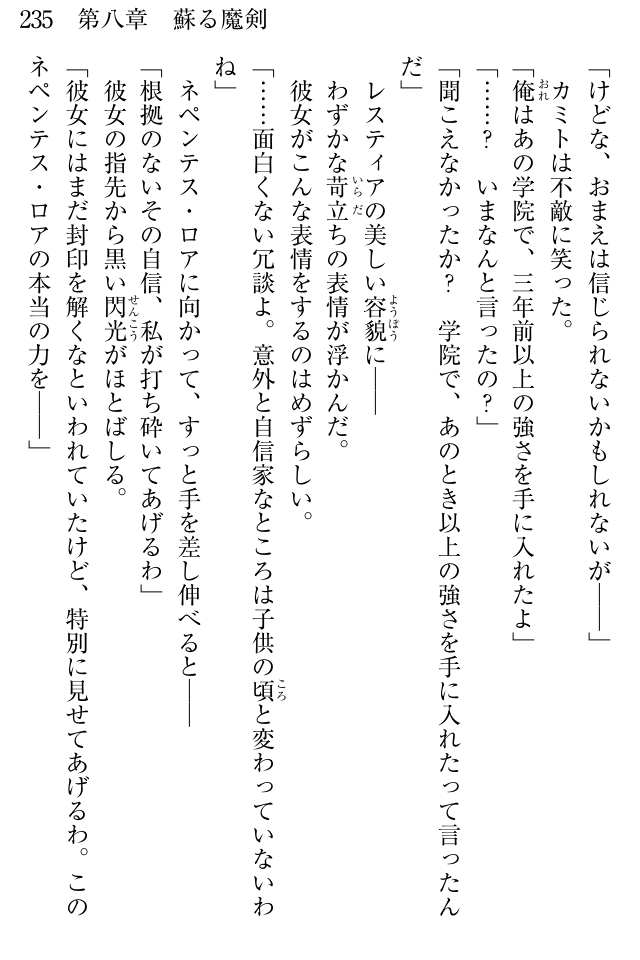 235　第八章　蘇る魔剣
「けどな、おまえは信じられないかもしれないが――」
　カミトは不敵に笑った。
「俺はあの学院で、三年前以上の強さを手に入れたよ」
「……？　いまなんと言ったの？」
「聞こえなかったか？　学院で、あのとき以上の強さを手に入れたって言ったん
だ」
　レスティアの美しい容貌に――
　わずかな苛立ちの表情が浮かんだ。
　彼女がこんな表情をするのはめずらしい。
「……面白くない冗談よ。意外と自信家なところは子供の頃と変わっていないわ
ね」
　ネペンテス・ロアに向かって、すっと手を差し伸べると――
「根拠のないその自信、私が打ち砕いてあげるわ」
　彼女の指先から黒い閃光がほとばしる。
「彼女にはまだ封印を解くなといわれていたけど、特別に見せてあげるわ。この
ネペンテス・ロアの本当の力を――」